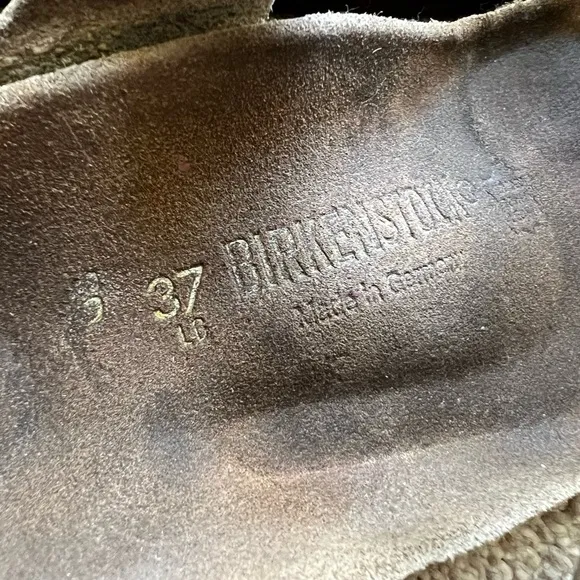 37
L6
BIRKENSTOCK
Made in Germany